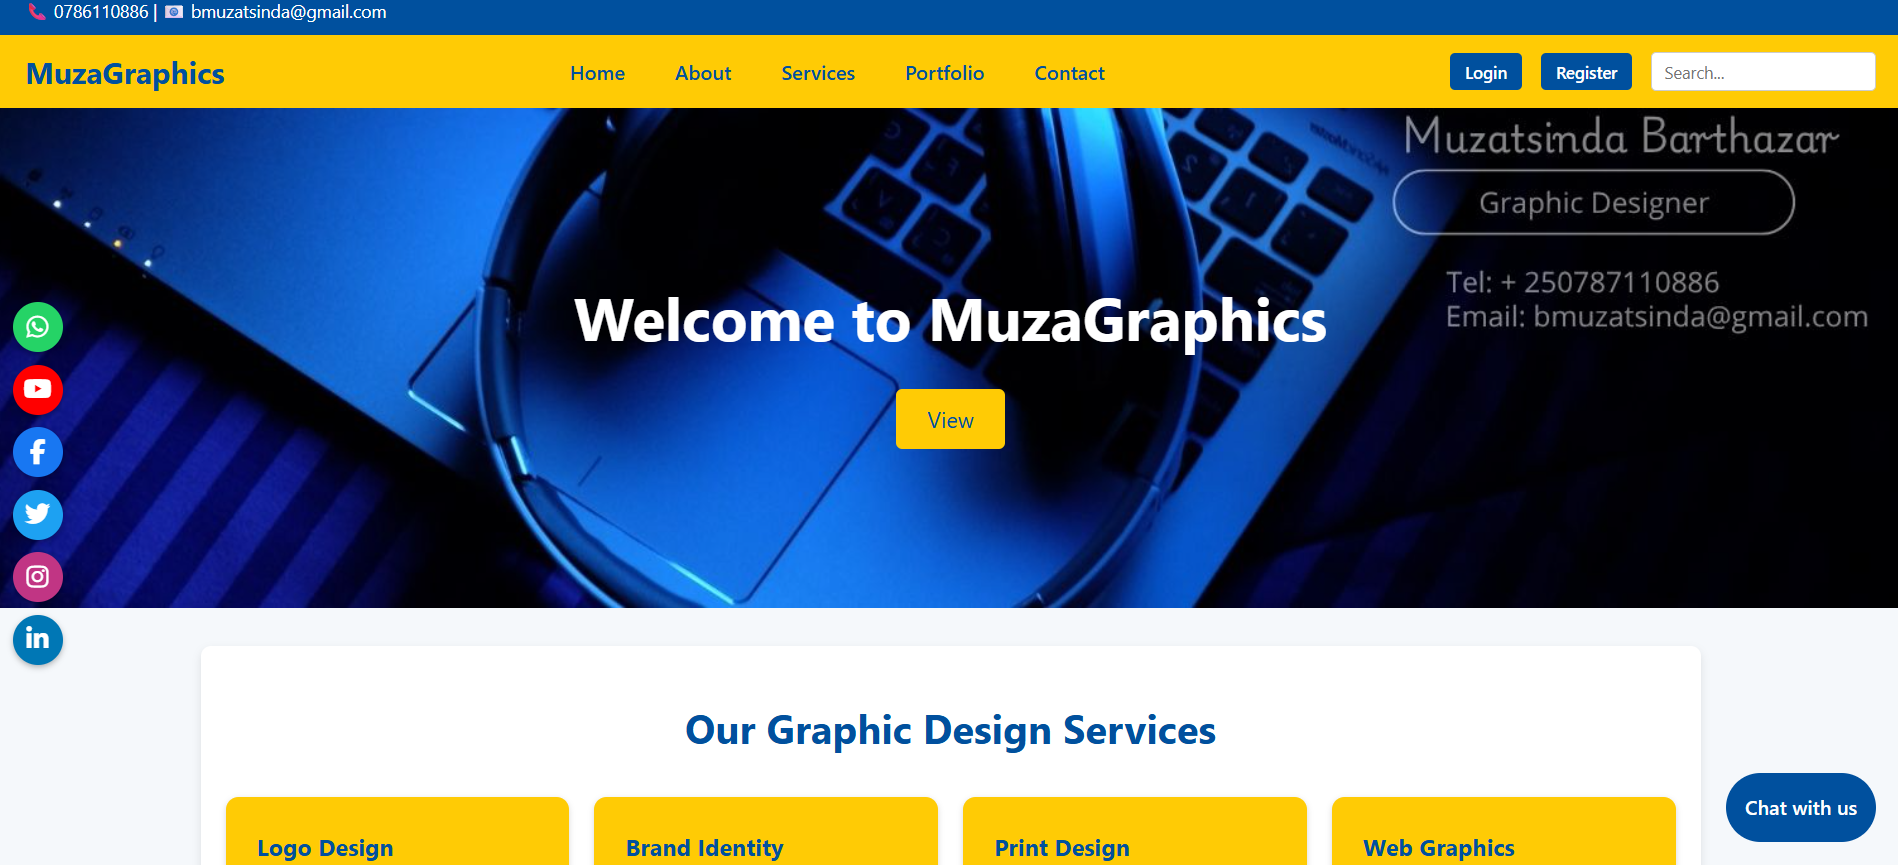 0786110886 | bmuzatsinda@gmail.com
MuzaGraphics
Home About Services Portfolio Contact
Login Register Search...
Muzatsinda Barthazar
Graphic Designer
Tel: + 250787110886
Email: bmuzatsinda@gmail.com
Welcome to MuzaGraphics
View
Our Graphic Design Services
Logo Design Brand Identity Print Design Web Graphics
Chat with us